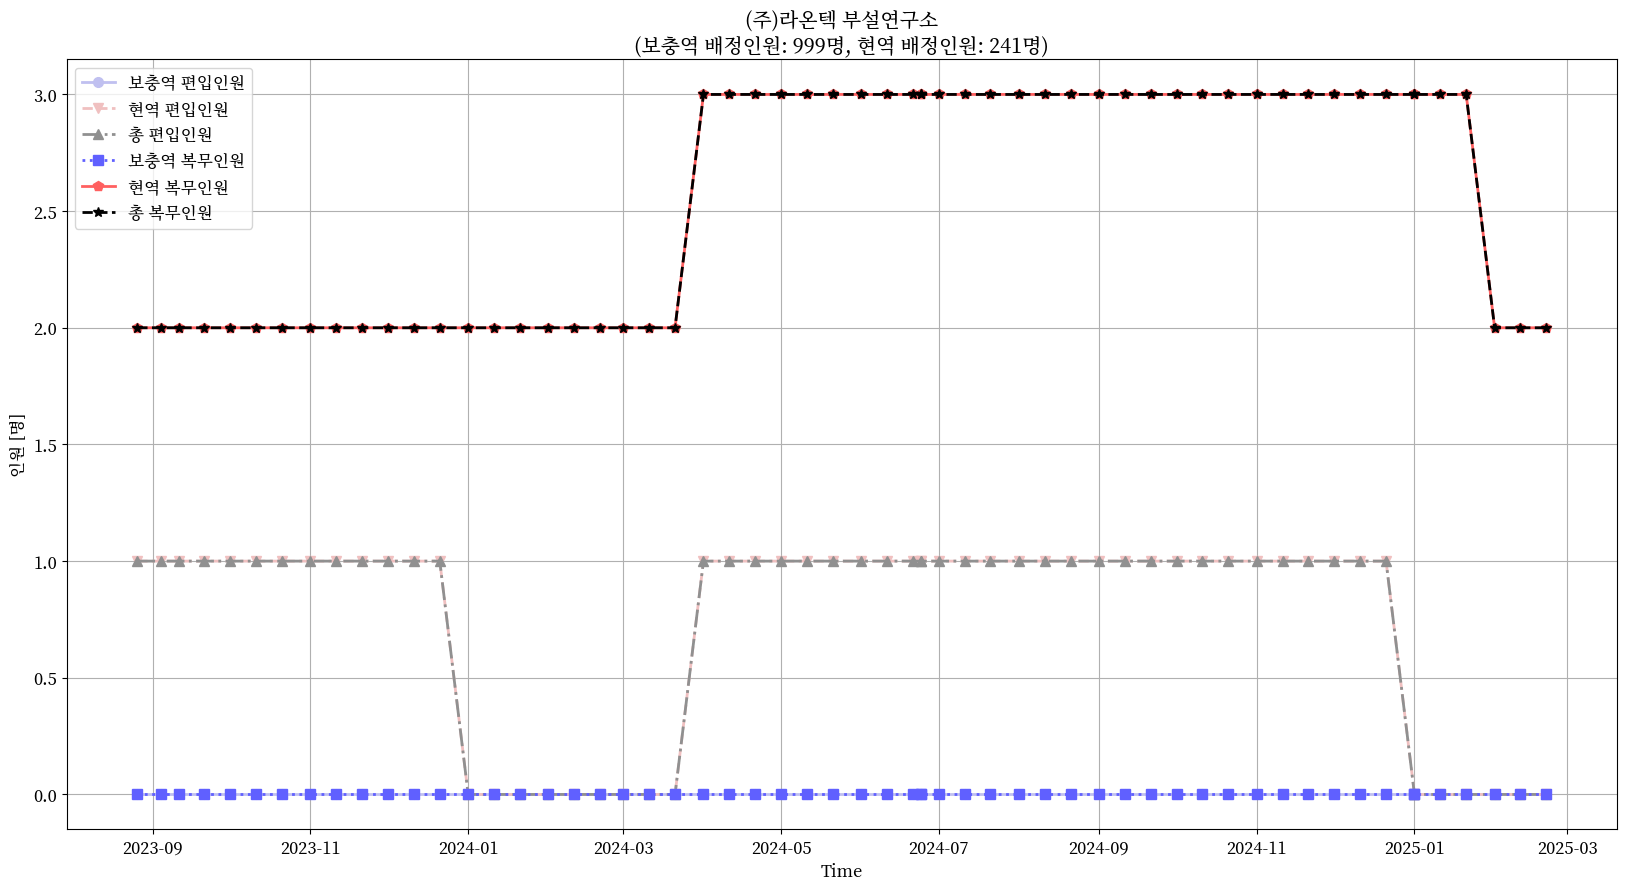 (주)라온텍 부설연구소
(보충역 배정인원: 999명, 현역 배정인원: 241명)
보충역 편입인원
현역 편입인원
총 편입인원
보충역 복무인원
현역 복무인원
총 복무인원
3.0
2.5
2.0
1.5
1.0
0.5
0.0
인원 [명]
2023-09 2023-11 2024-01 2024-03 2024-05 2024-07 2024-09 2024-11 2025-01 2025-03
Time